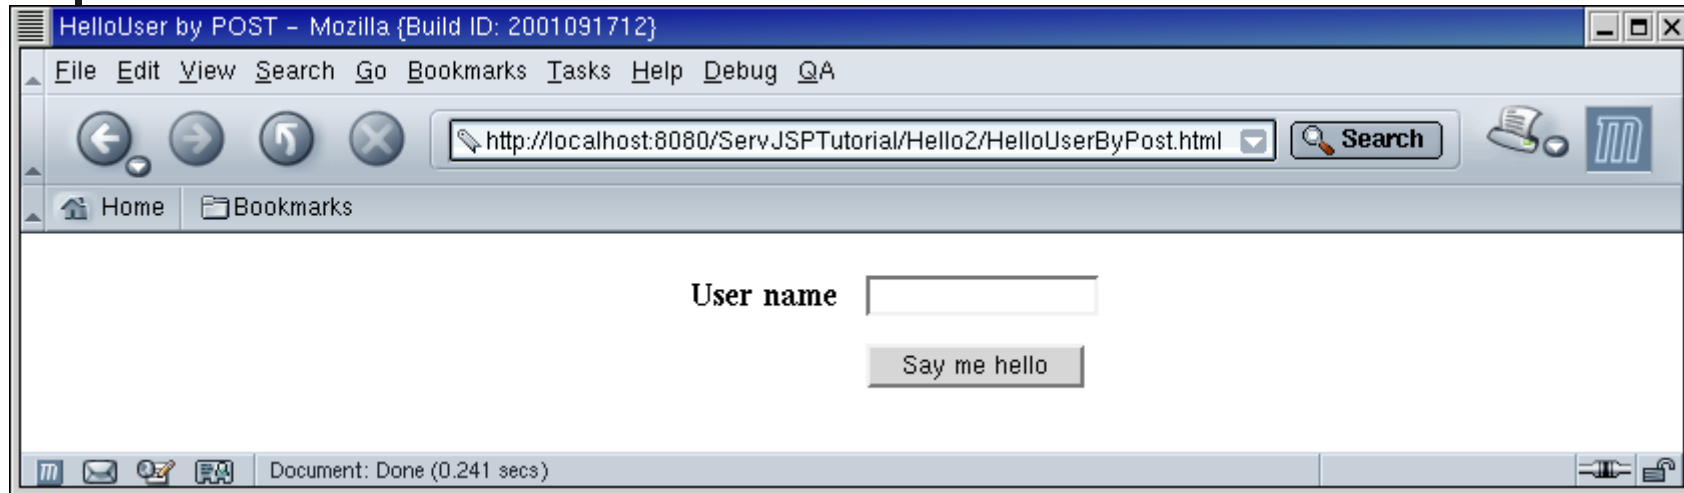 HelloUser by POST – Mozilla {Build ID: 2001091712}
File Edit View Search Go Bookmarks Tasks Help Debug QA
http://localhost:8080/ServJSPTutorial/Hello2/HelloUserByPost.html Search
Home Bookmarks
User name
Say me hello
Document: Done (0.241 secs)